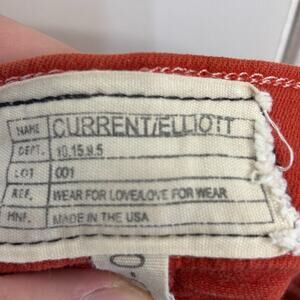 NAME CURRENT/ELLIOTT
DEPT. 10.15.9.5
LOT 001
REF. WEAR FOR LOVE/LOVE FOR WEAR
MNF. MADE IN THE USA